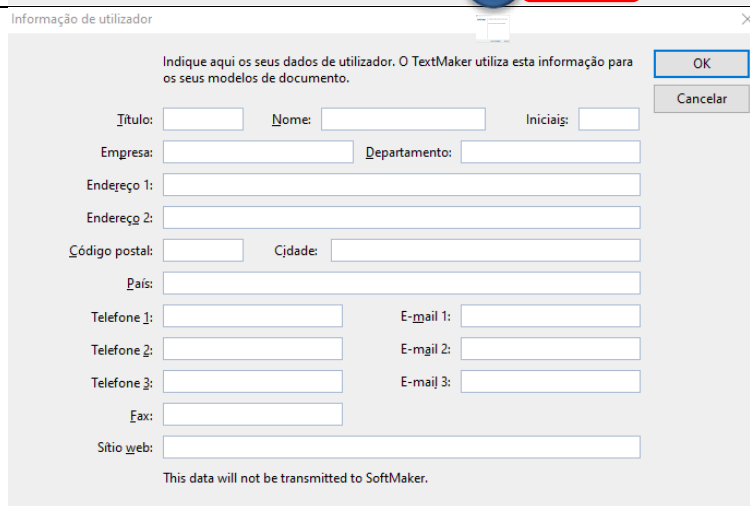 Informação de utilizador
Indique aqui os seus dados de utilizador. O TextMaker utiliza esta informação para
os seus modelos de documento.
OK
Cancelar
Título: Nome: Iniciais:
Empresa: Departamento:
Endereço 1:
Endereço 2:
Código postal: Cidade:
País:
Telefone 1: E-mail 1:
Telefone 2: E-mail 2:
Telefone 3: E-mail 3:
Fax:
Sítio web:
This data will not be transmitted to SoftMaker.